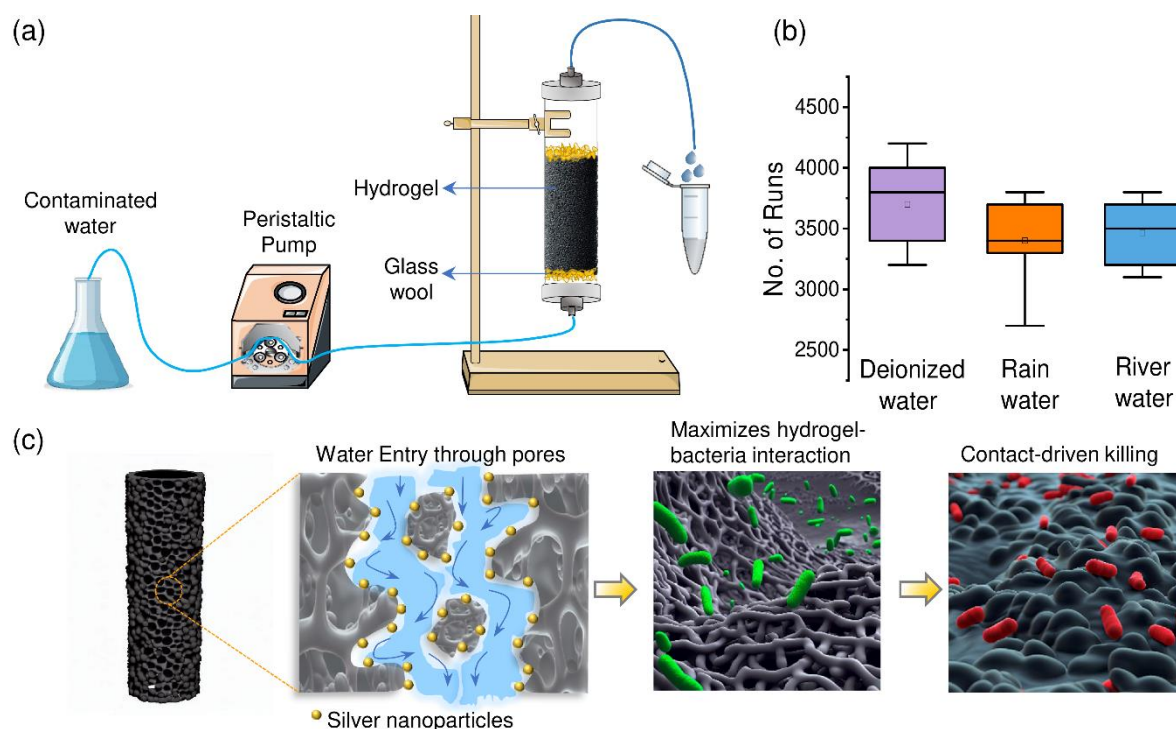 (a)
Contaminated
water
Peristaltic
Pump
Hydrogel
Glass
wool
(b)
No. of Runs
4500
4000
3500
3000
2500
Deionized
water
Rain
water
River
water
(c)
Water Entry through pores
Silver nanoparticles
Maximizes hydrogel-
bacteria interaction
Contact-driven killing